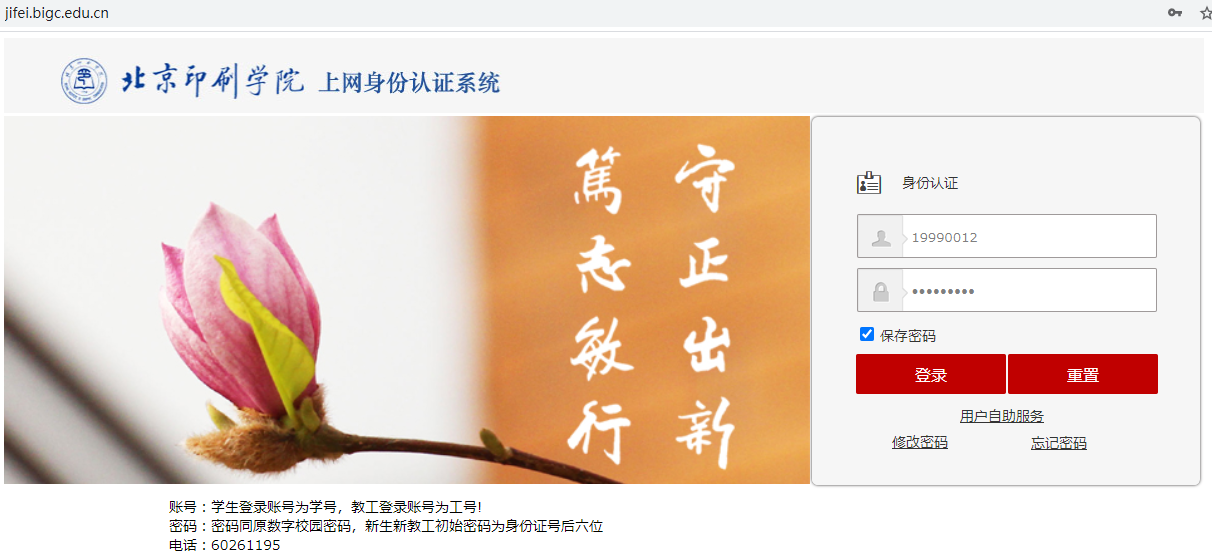 jifei.bigc.edu.cn
北京印刷学院 上网身份认证系统
守正出新
篤志敏行
身份认证
19990012
•••••••••
保存密码
登录 重置
用户自助服务
修改密码 忘记密码
账号：学生登录账号为学号，教工登录账号为工号!
密码：密码同原数字校园密码，新生新教工初始密码为身份证号后六位
电话：60261195